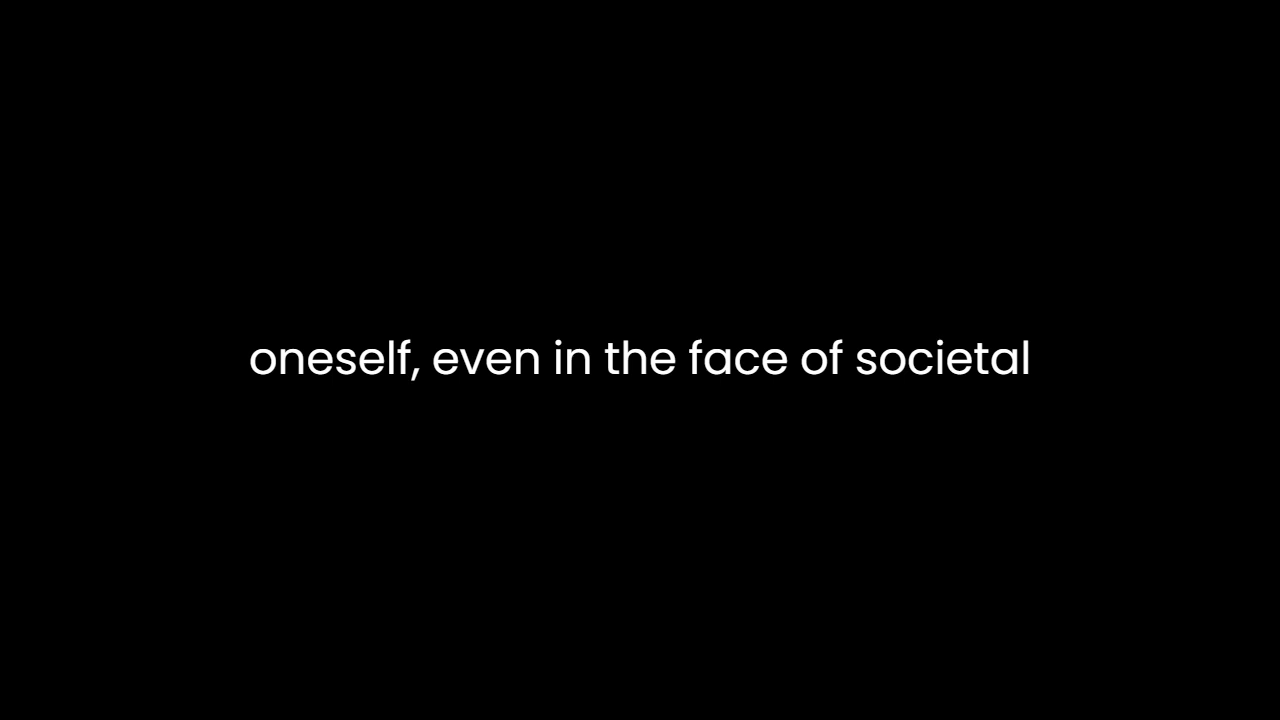 oneself, even in the face of societal